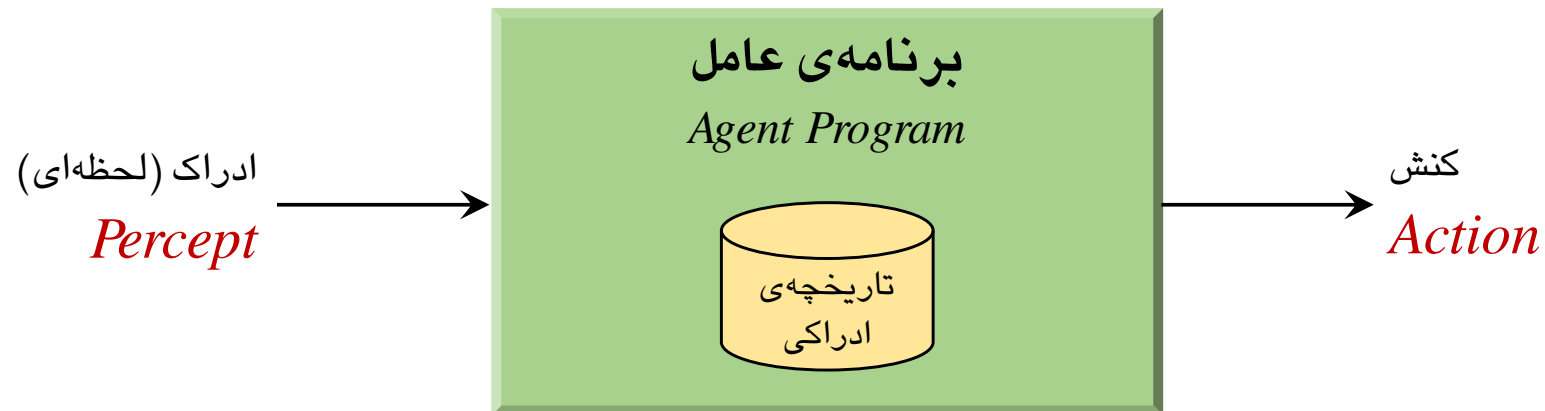 برنامه‌ی عامل
Agent Program
ادراک (لحظه‌ای)
Percept
تاریخچه‌ی
ادراکی
کنش
Action